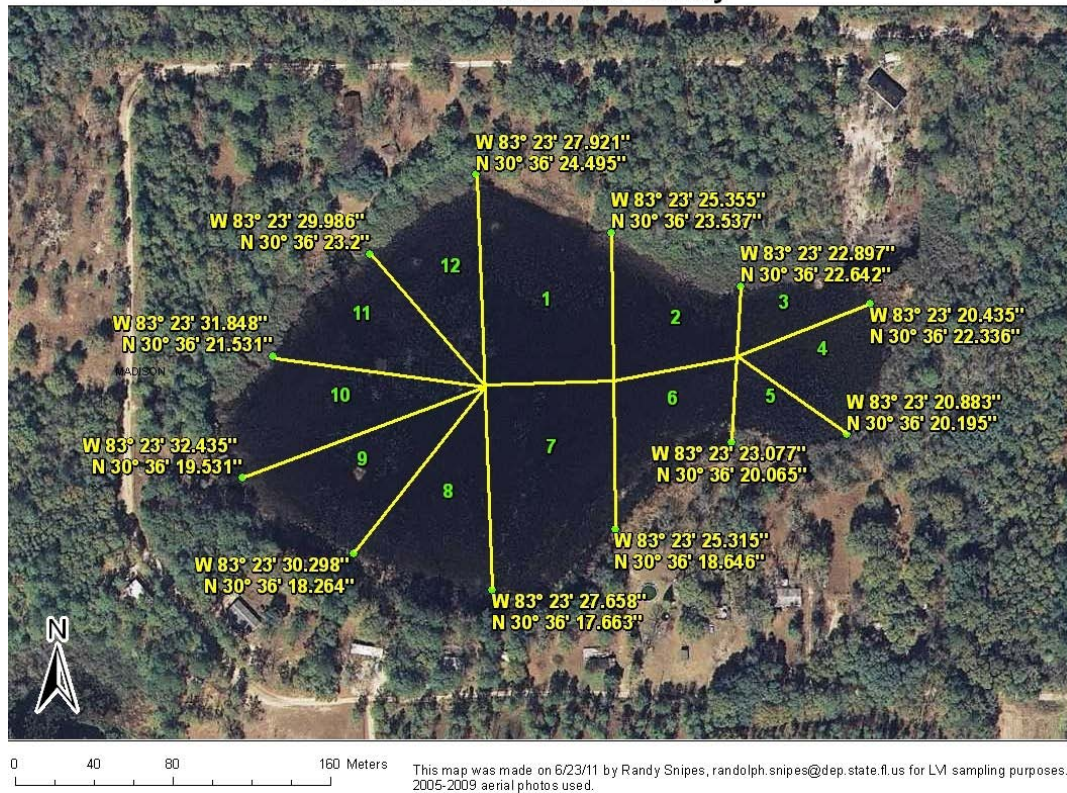 W 83° 23' 27.921"
N 30° 36' 24.495"
W 83° 23' 25.355"
N 30° 36' 23.537"
W 83° 23' 29.986"
N 30° 36' 23.2"
W 83° 23' 22.897"
N 30° 36' 22.642"
12
1
2
3
11
W 83° 23' 20.435"
N 30° 36' 22.336"
W 83° 23' 31.848"
N 30° 36' 21.531"
4
MADISON
10
6
5
W 83° 23' 20.883"
N 30° 36' 20.195"
W 83° 23' 32.435"
N 30° 36' 19.531"
9
7
W 83° 23' 23.077"
N 30° 36' 20.065"
8
W 83° 23' 25.315"
N 30° 36' 18.646"
W 83° 23' 30.298"
N 30° 36' 18.264"
W 83° 23' 27.658"
N 30° 36' 17.663"
N
0 40 80 160 Meters
This map was made on 6/23/11 by Randy Snipes, randolph.snipes@dep.state.fl.us for LVI sampling purposes.
2005-2009 aerial photos used.